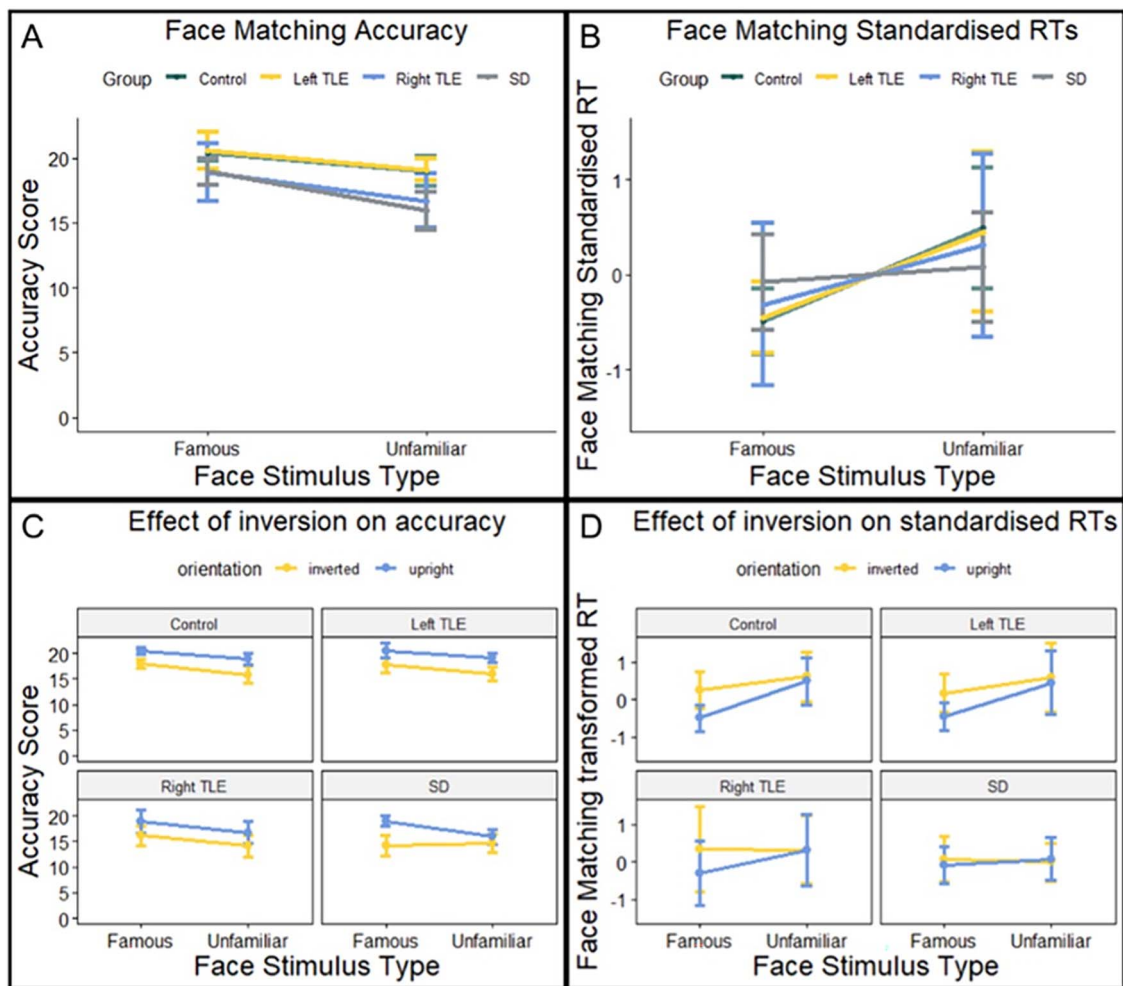 A
Face Matching Accuracy
Group Control Left TLE Right TLE SD
Accuracy Score
20
15
10
5
0
Famous Unfamiliar
Face Stimulus Type
B
Face Matching Standardised RTs
Group Control Left TLE Right TLE SD
Face Matching Standardised RT
1
0
-1
Famous Unfamiliar
Face Stimulus Type
C
Effect of inversion on accuracy
orientation inverted upright
Accuracy Score
Control Left TLE
20
15
10
5
0
Right TLE SD
20
15
10
5
0
Famous Unfamiliar Famous Unfamiliar
Face Stimulus Type
D
Effect of inversion on standardised RTs
orientation inverted upright
Face Matching transformed RT
Control Left TLE
1
0
-1
Right TLE SD
1
0
-1
Famous Unfamiliar Famous Unfamiliar
Face Stimulus Type